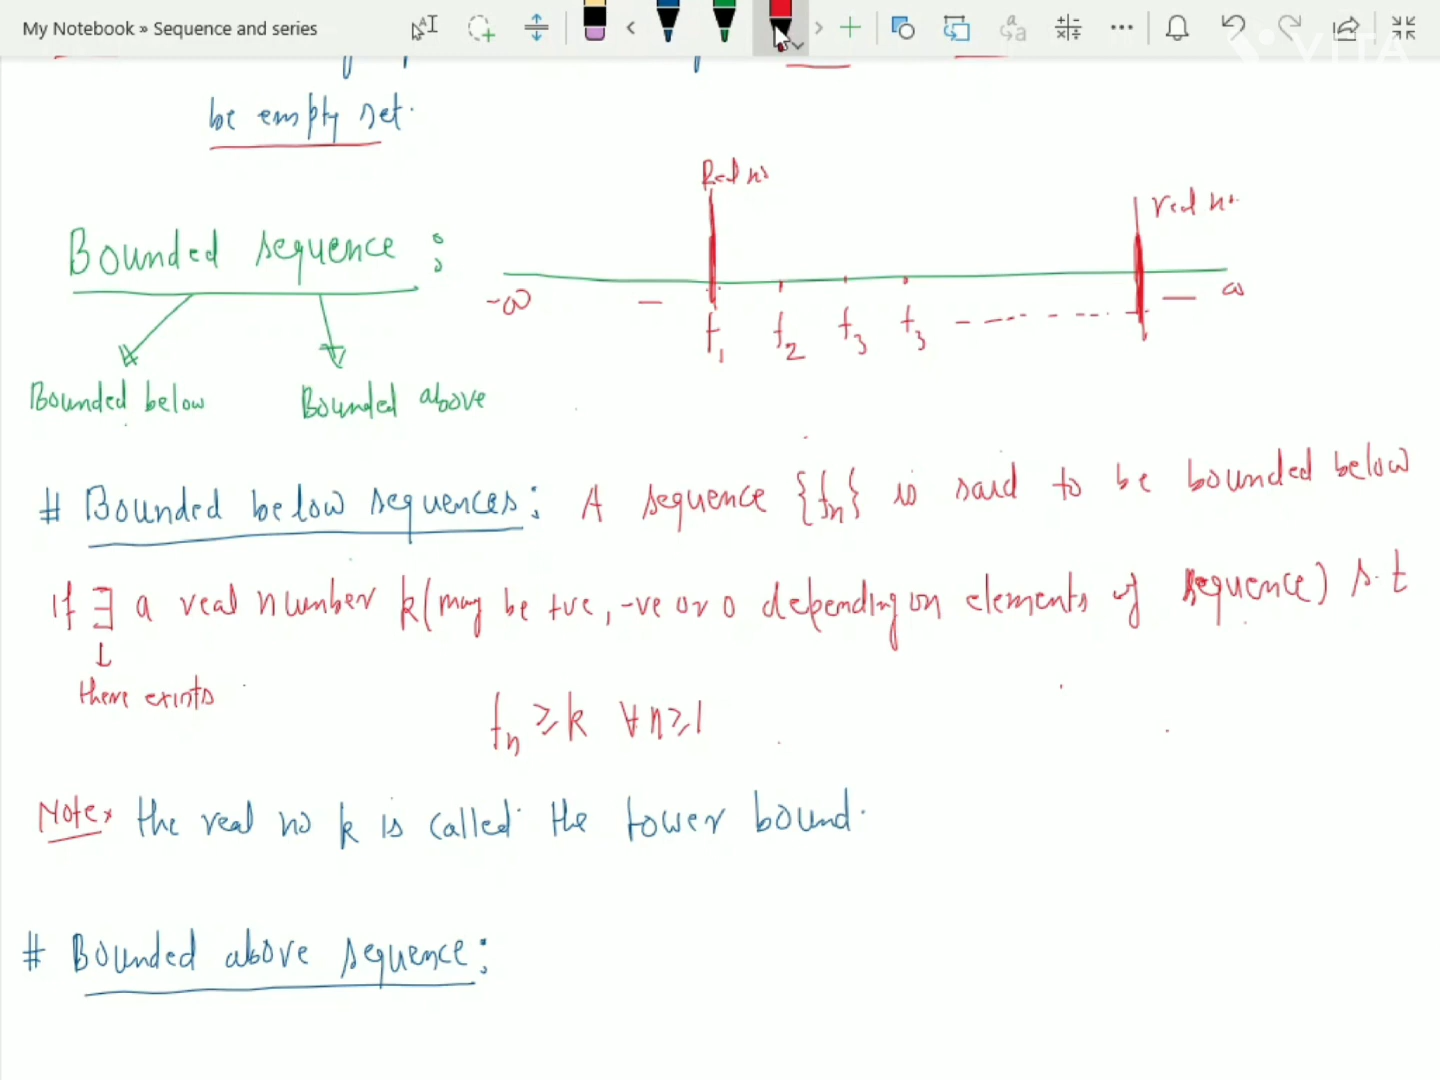 My Notebook » Sequence and series
VITA
be empty set.
Real no
real no.
Bounded sequence :
-∞ — f₁ f₂ f₃ f₃ - - - - - - — ∞
Bounded below Bounded above
# Bounded below sequences: A sequence {fₙ} is said to be bounded below
if ∃ a real number k(may be +ve, -ve or 0 depending on elements of sequence) s.t
↓
there exists
fₙ ≥ k ∀ n ≥ 1
Note: the real no k is called the lower bound.
# Bounded above sequence: